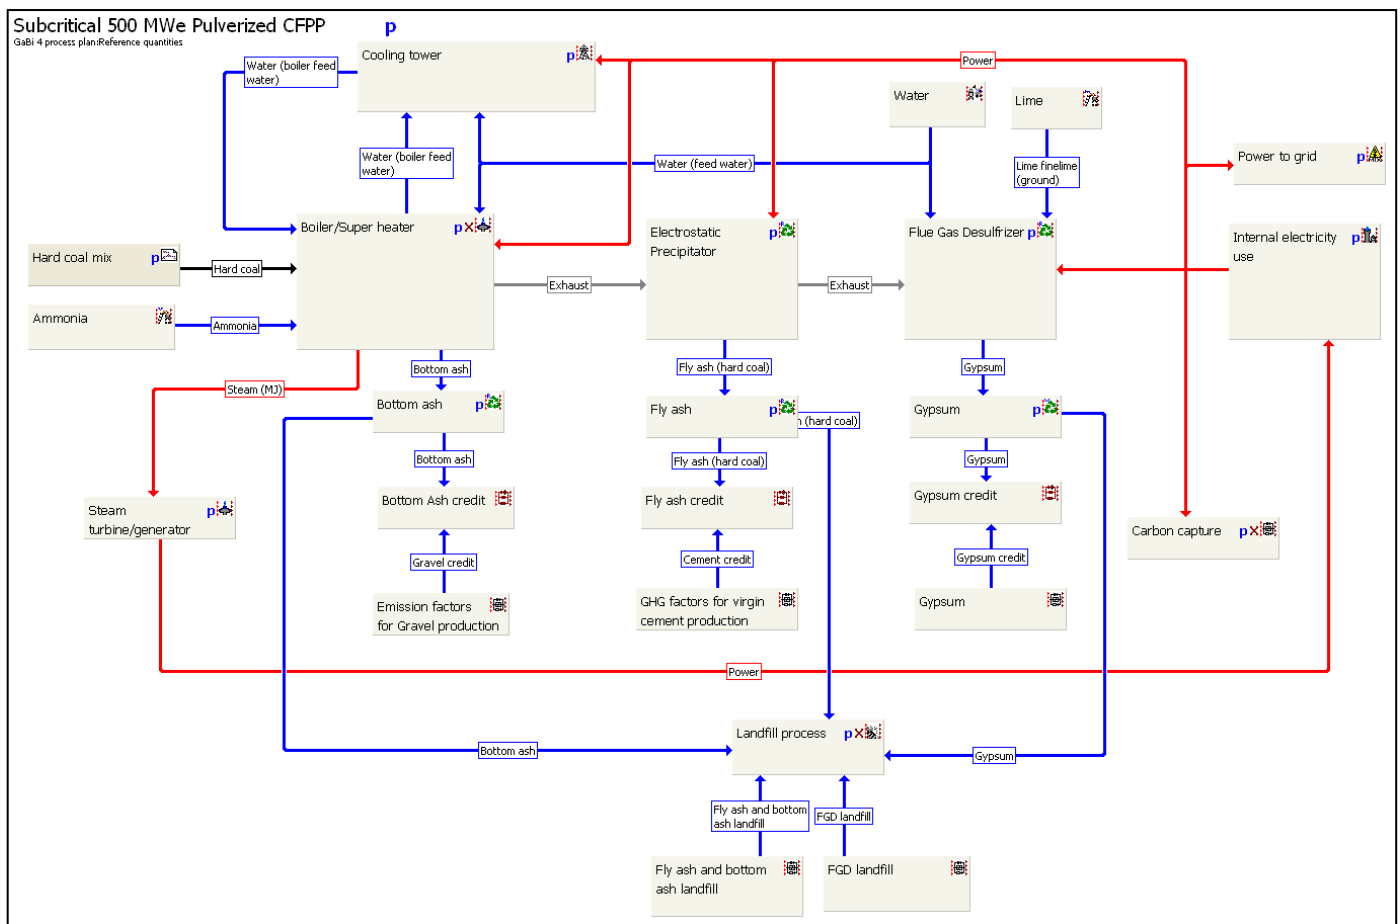 Subcritical 500 MWe Pulverized CFPP
p
GaBi 4 process plan:Reference quantities
Cooling tower
p
Water (boiler feed
water)
Power
Water
Lime
Water (boiler feed
water)
Water (feed water)
Lime finelime
(ground)
Power to grid
p
Boiler/Super heater
p X
Electrostatic
Precipitator
p
Flue Gas Desulfrizer
p
Internal electricity
use
p
Hard coal mix
p
Hard coal
Exhaust
Exhaust
Ammonia
Ammonia
Steam (MJ)
Bottom ash
Fly ash (hard coal)
Gypsum
Bottom ash
p
Fly ash
p
(hard coal)
Gypsum
p
Bottom ash
Fly ash (hard coal)
Gypsum
Steam
turbine/generator
p
Bottom Ash credit
Fly ash credit
Gypsum credit
Carbon capture
p X
Gravel credit
Cement credit
Gypsum credit
Emission factors
for Gravel production
GHG factors for virgin
cement production
Gypsum
Power
Landfill process
p X
Bottom ash
Gypsum
Fly ash and bottom
ash landfill
FGD landfill
Fly ash and bottom
ash landfill
FGD landfill